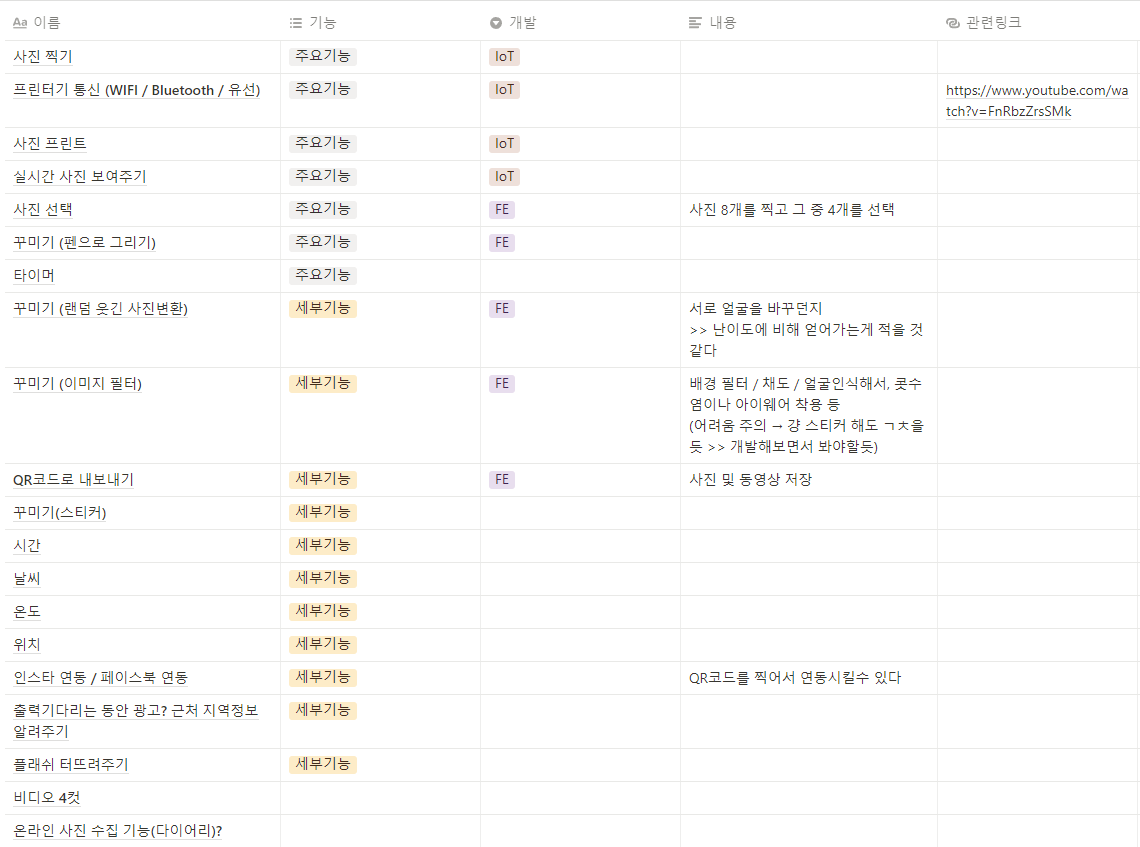 Aa 이름 기능 개발 내용 관련링크
사진 찍기 주요기능 IoT
프린터기 통신 (WIFI / Bluetooth / 유선) 주요기능 IoT https://www.youtube.com/wa
tch?v=FnRbzZrsSMk
사진 프린트 주요기능 IoT
실시간 사진 보여주기 주요기능 IoT
사진 선택 주요기능 FE 사진 8개를 찍고 그 중 4개를 선택
꾸미기 (펜으로 그리기) 주요기능 FE
타이머 주요기능
꾸미기 (랜덤 웃긴 사진변환) 세부기능 FE 서로 얼굴을 바꾸던지
>> 난이도에 비해 얻어가는게 적을 것
같다
꾸미기 (이미지 필터) 세부기능 FE 배경 필터 / 채도 / 얼굴인식해서, 콧수
염이나 아이웨어 착용 등
(어려움 주의 → 걍 스티커 해도 ㄱㅊ을
듯 >> 개발해보면서 봐야할듯)
QR코드로 내보내기 세부기능 FE 사진 및 동영상 저장
꾸미기(스티커) 세부기능
시간 세부기능
날씨 세부기능
온도 세부기능
위치 세부기능
인스타 연동 / 페이스북 연동 세부기능 QR코드를 찍어서 연동시킬수 있다
출력기다리는 동안 광고? 근처 지역정보 세부기능
알려주기
플래쉬 터뜨려주기 세부기능
비디오 4컷
온라인 사진 수집 기능(다이어리)?